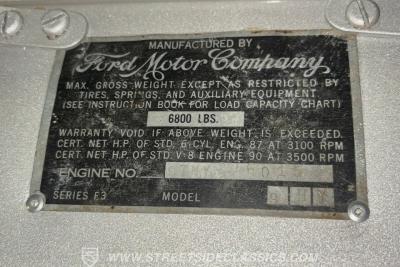 MANUFACTURED BY
Ford Motor Company
MAX. GROSS WEIGHT EXCEPT AS RESTRICTED BY
TIRES, SPRINGS, AND AUXILIARY EQUIPMENT.
(SEE INSTRUCTION BOOK FOR LOAD CAPACITY CHART)
6800 LBS.
WARRANTY VOID IF ABOVE WEIGHT IS EXCEEDED.
CERT. NET H.P. OF STD. 6-CYL. ENG. 87 AT 3100 RPM
CERT. NET H.P. OF STD. V-8 ENGINE 90 AT 3500 RPM
ENGINE NO.
SERIES F3 MODEL
WWW.STREETSIDECLASSICS.COM